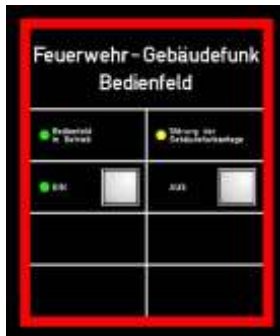 Feuerwehr-Gebäudefunk
Bedienfeld
Bedienfeld
in Betrieb
Störung der
Gebäudefunkanlage
EIN
AUS